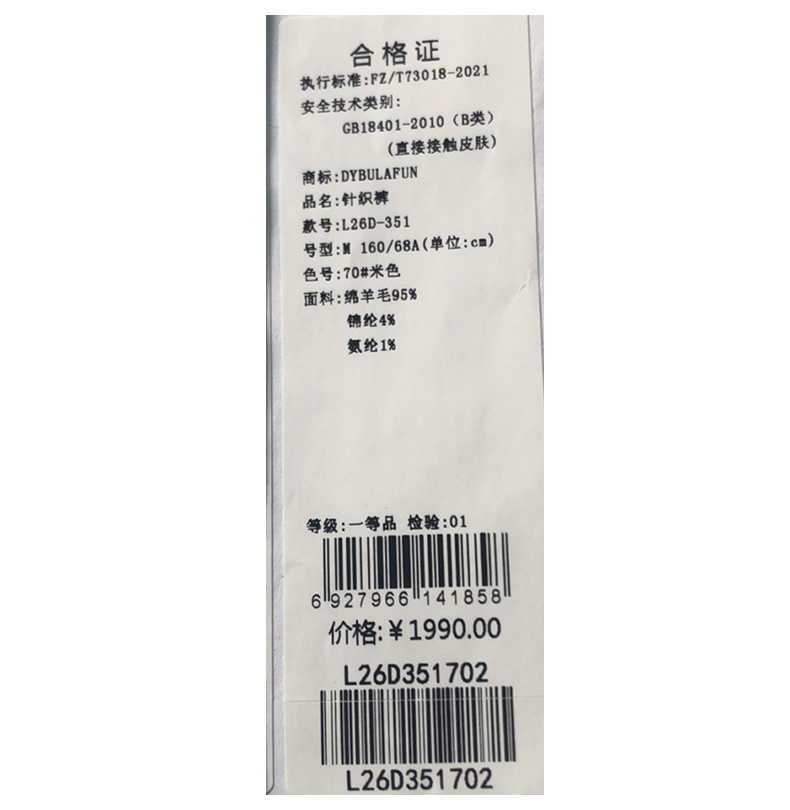 合格证
执行标准:FZ/T73018-2021
安全技术类别:
GB18401-2010（B类）
(直接接触皮肤)
商标:DYBULAFUN
品名:针织裤
款号:L26D-351
号型:M 160/68A(单位:cm)
色号:70#米色
面料:绵羊毛95%
锦纶4%
氨纶1%
等级:一等品 检验:01
6 927966 141858
价格:￥1990.00
L26D351702
L26D351702